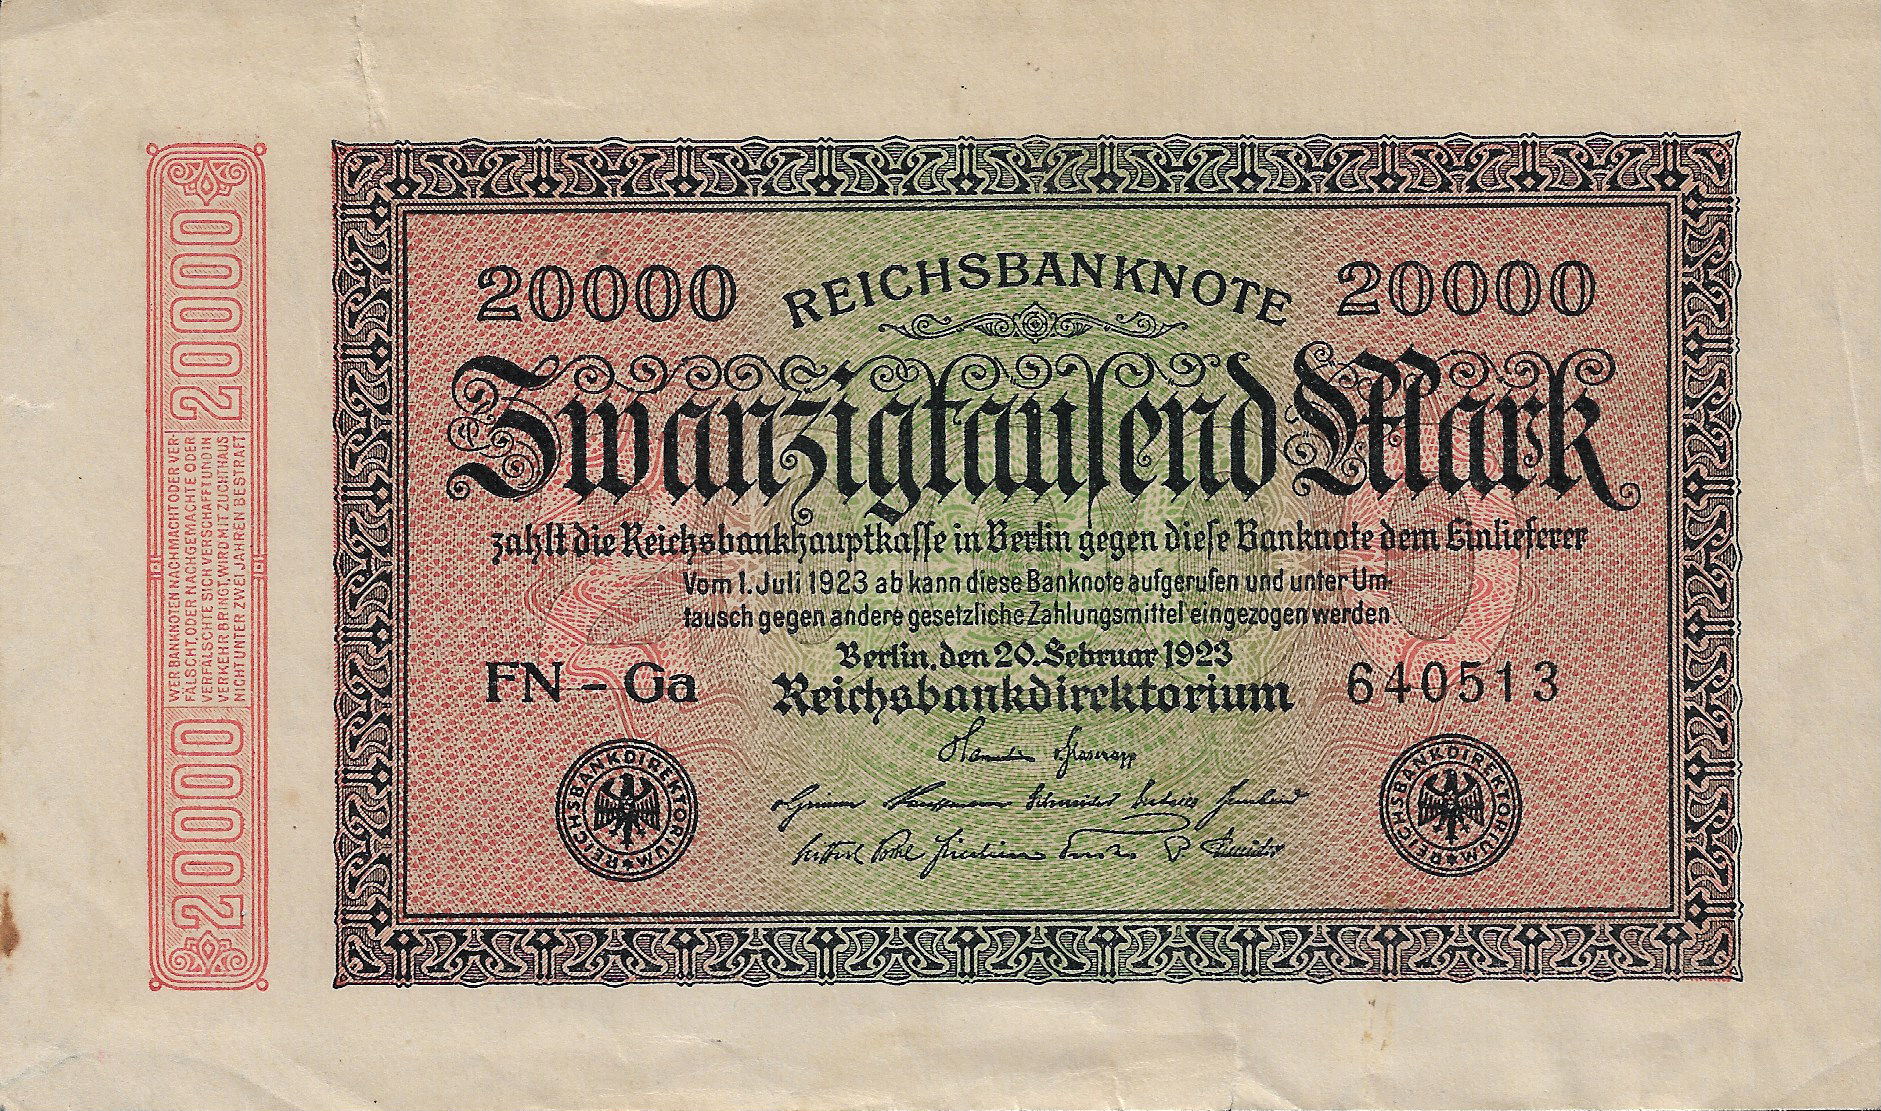 20000
WER BANKNOTEN NACHMACHT ODER VER-
FÄLSCHT, ODER NACHGEMACHTE ODER
VERFÄLSCHTE SICH VERSCHAFFT UND IN
VERKEHR BRINGT, WIRD MIT ZUCHTHAUS
NICHT UNTER ZWEI JAHREN BESTRAFT
20000
20000 REICHSBANKNOTE 20000
Zwanzigtausend Mark
zahlt die Reichsbankhauptkasse in Berlin gegen diese Banknote dem Einlieferer
Vom 1. Juli 1923 ab kann diese Banknote aufgerufen und unter Um-
tausch gegen andere gesetzliche Zahlungsmittel eingezogen werden
Berlin, den 20. Februar 1923
FN - Ga Reichsbankdirektorium 640513
REICHSBANKDIREKTORIUM
REICHSBANKDIREKTORIUM
20000